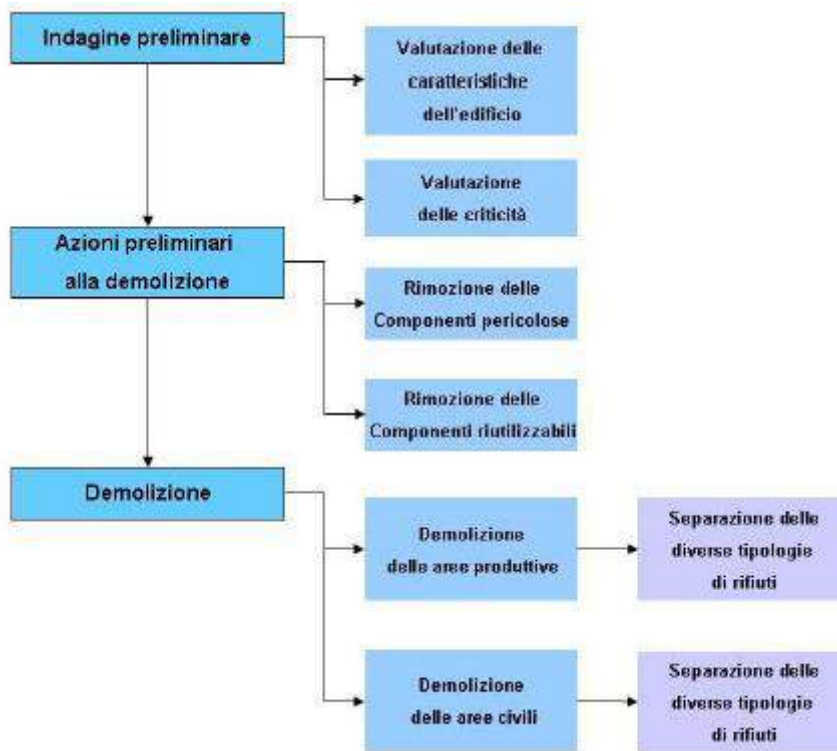 Indagine preliminare
Valutazione delle
caratteristiche
dell'edificio
Valutazione
delle criticità
Azioni preliminari
alla demolizione
Rimozione delle
Componenti pericolose
Rimozione delle
Componenti riutilizzabili
Demolizione
Demolizione
delle aree produttive
Separazione delle
diverse tipologie
di rifiuti
Demolizione
delle aree civili
Separazione delle
diverse tipologie
di rifiuti